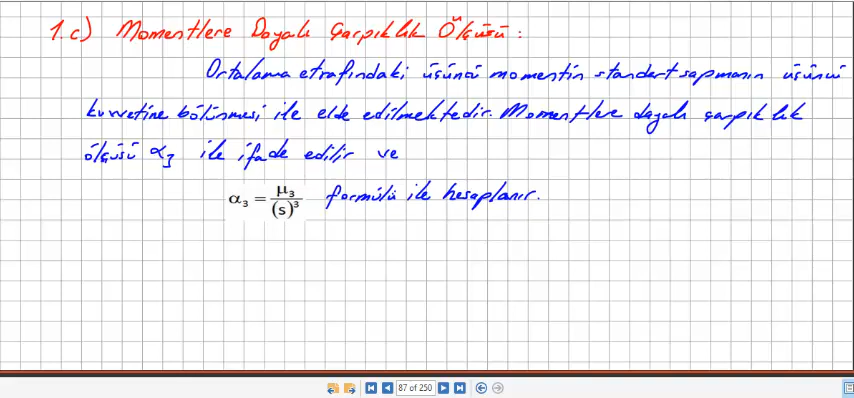 1.c) Momentlere Dayalı Çarpıklık Ölçüsü:
Ortalama etrafındaki üçüncü momentin standart sapmanın üçüncü
kuvvetine bölünmesi ile elde edilmektedir. Momentlere dayalı çarpıklık
ölçüsü α₃ ile ifade edilir ve
α₃ = μ₃/(s)³ formülü ile hesaplanır.
87 of 250